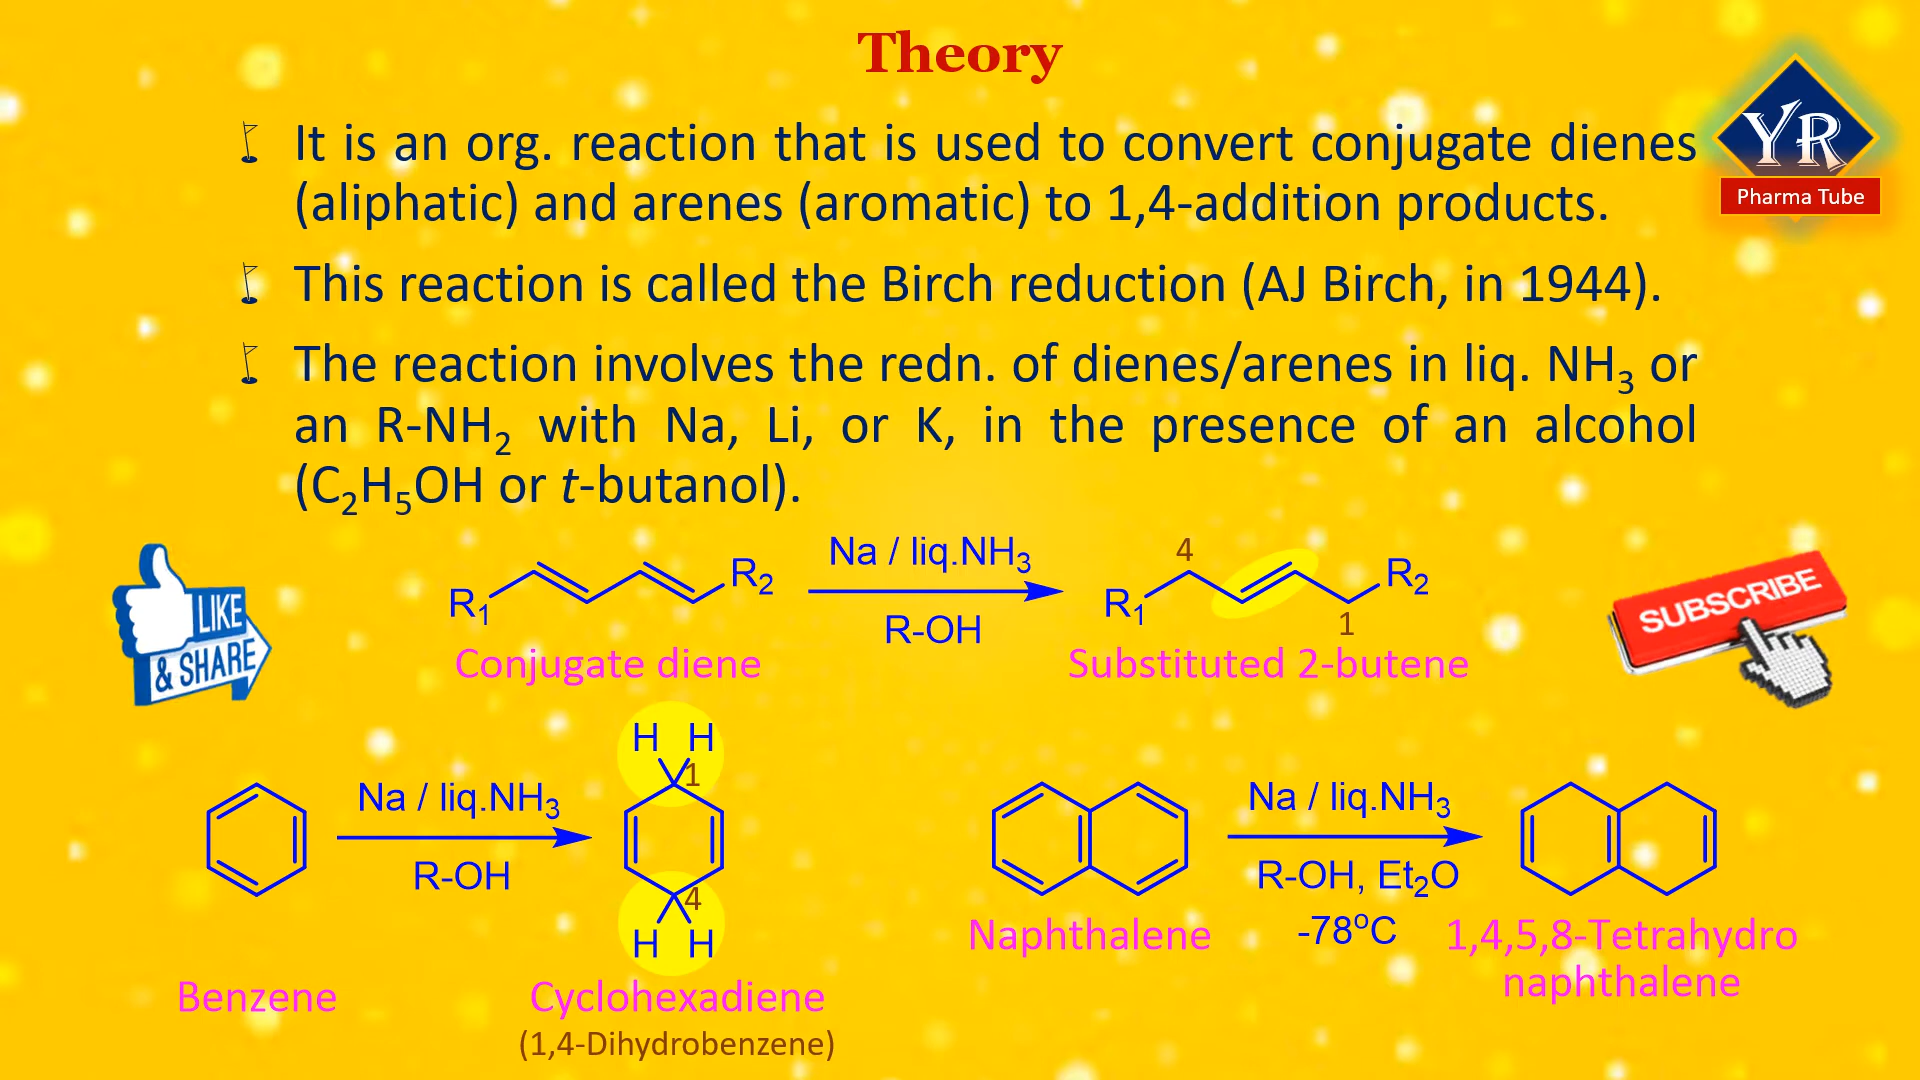 Theory
It is an org. reaction that is used to convert conjugate dienes
(aliphatic) and arenes (aromatic) to 1,4-addition products.
YR
Pharma Tube
This reaction is called the Birch reduction (AJ Birch, in 1944).
The reaction involves the redn. of dienes/arenes in liq. NH₃ or
an R-NH₂ with Na, Li, or K, in the presence of an alcohol
(C₂H₅OH or t-butanol).
LIKE
& SHARE
R₁ R₂
Conjugate diene
Na / liq.NH₃
R-OH
4
R₁ R₂
1
Substituted 2-butene
SUBSCRIBE
Benzene
Na / liq.NH₃
R-OH
H H
1
4
H H
Cyclohexadiene
(1,4-Dihydrobenzene)
Naphthalene
Na / liq.NH₃
R-OH, Et₂O
-78⁰C
1,4,5,8-Tetrahydro
naphthalene